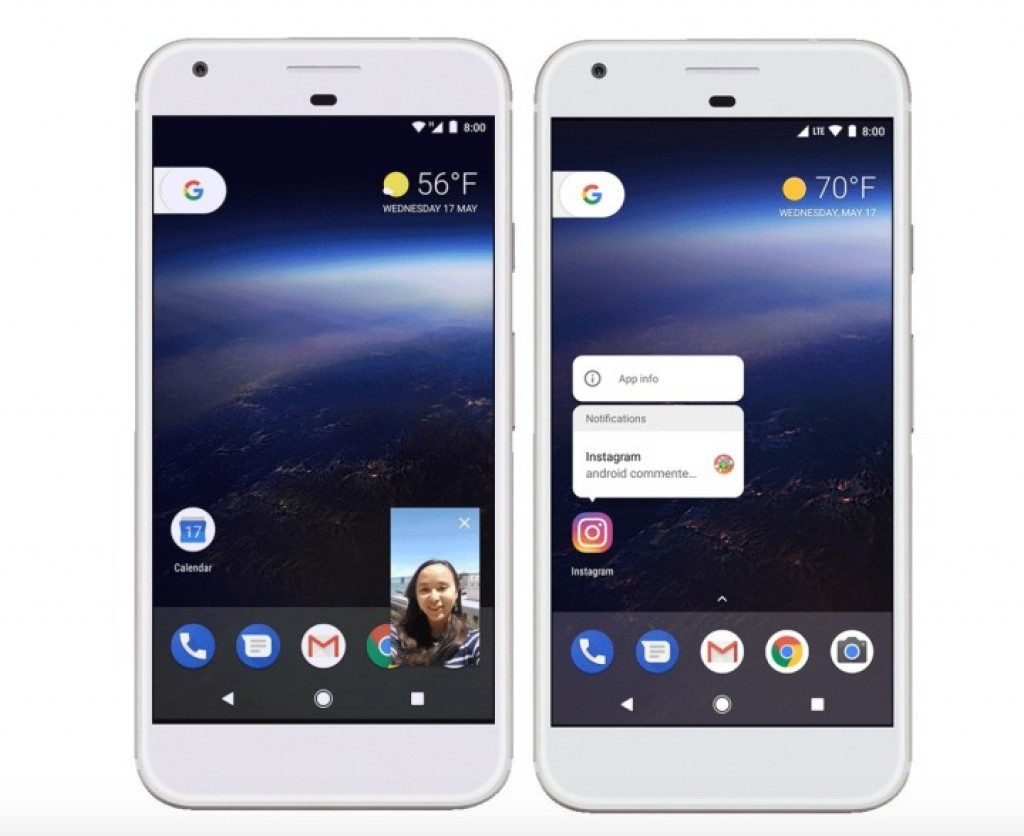 8:00
56°F
WEDNESDAY 17 MAY
17
Calendar
LTE 8:00
70°F
WEDNESDAY, MAY 17
App info
Notifications
Instagram
android commente...
Instagram